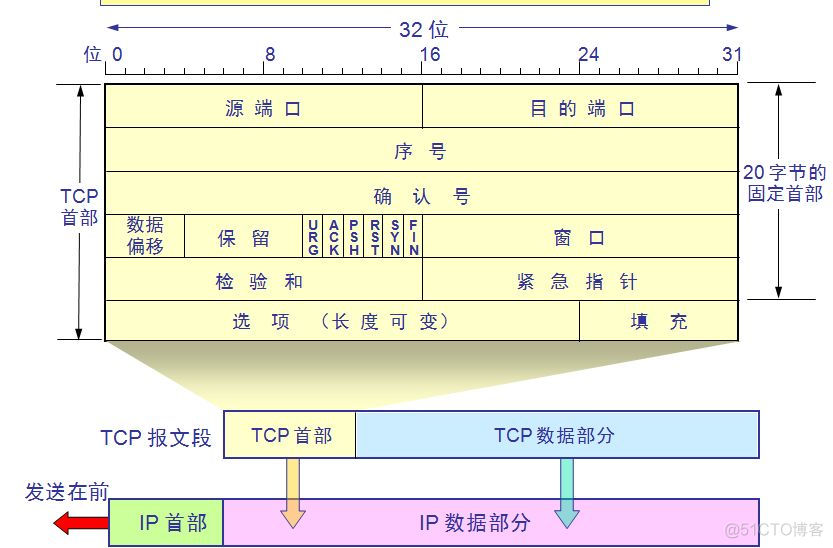 32 位
位 0 8 16 24 31
源 端 口 目 的 端 口
序 号
TCP
首部
20 字节的
固定首部
确 认 号
数据
偏移
保 留
URG
ACK
PSH
RST
SYN
FIN
窗 口
检 验 和 紧 急 指 针
选 项 （长 度 可 变） 填 充
TCP 报文段 TCP 首部 TCP 数据部分
发送在前
IP 首部 IP 数据部分
@51CTO博客